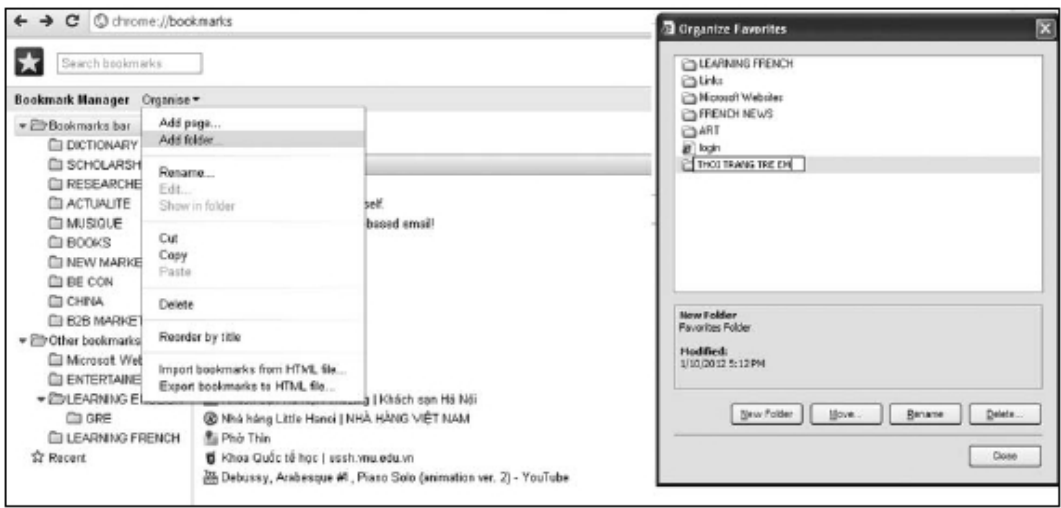 chrome://bookmarks
Search bookmarks
Bookmark Manager Organise
Bookmarks bar
DICTIONARY
SCHOLARSH
RESEARCHE
ACTUALITE
MUSIQUE
BOOKS
NEW MARKE
BE CON
CHINA
B2B MARKET
Other bookmarks
Microsot Wel
ENTERTAINE
LEARNING E
GRE
LEARNING FRENCH
Recent
Add page...
Add folder...
Rename...
Edit...
Show in folder
Cut
Copy
Paste
Delete
Reorder by title
Import bookmarks from HTML file...
Export bookmarks to HTML file...
self.
based email!
| Khách sạn Hà Nội
Nhà hàng Little Hanoi | NHÀ HÀNG VIỆT NAM
Phở Thìn
Khoa Quốc tế học | ussh.vnu.edu.vn
Debussy, Arabesque #1, Piano Solo (animation ver. 2) - YouTube
Organize Favorites
LEARNING FRENCH
Links
Microsoft Websites
FRENCH NEWS
ART
login
THOI TRANG TRE EM
New Folder
Favorites Folder
Modified:
1/10/2012 5:12 PM
New Folder Move... Rename Delete...
Close